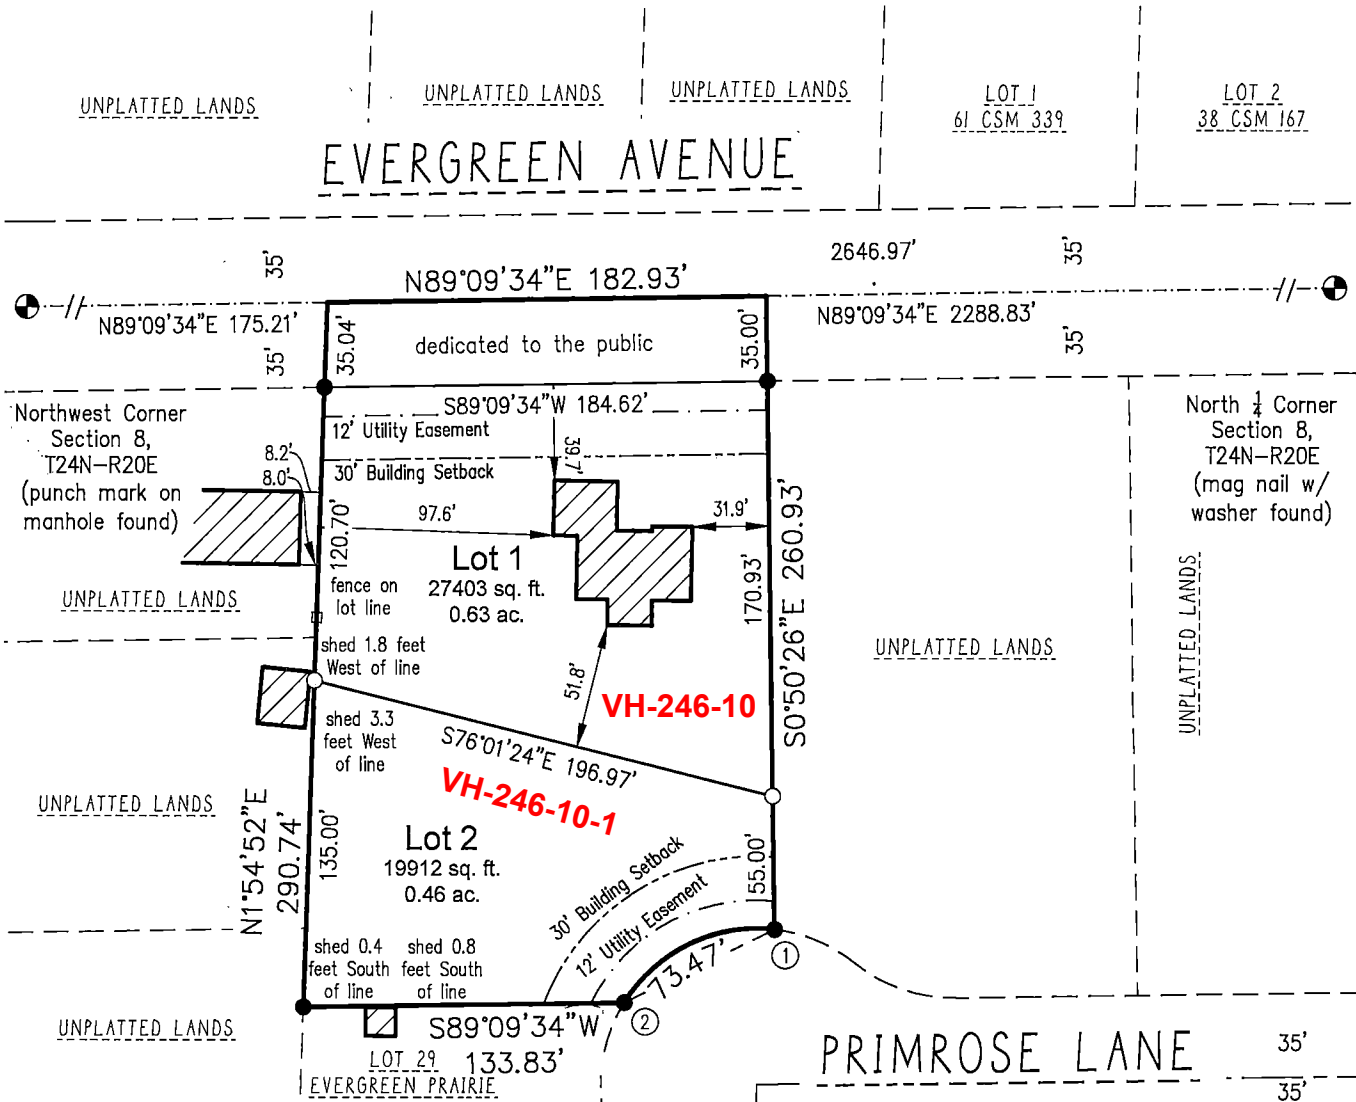 UNPLATTED LANDS
UNPLATTED LANDS
UNPLATTED LANDS
LOT 1
61 CSM 339
LOT 2
38 CSM 167
EVERGREEN AVENUE
35'
N89°09'34"E 182.93'
2646.97'
35'
N89°09'34"E 175.21'
N89°09'34"E 2288.83'
35'
35.04'
dedicated to the public
35.00'
35'
Northwest Corner
Section 8,
T24N-R20E
(punch mark on
manhole found)
S89°09'34"W 184.62'
12' Utility Easement
30' Building Setback
39.7'
8.2'
8.0'
North 1/4 Corner
Section 8,
T24N-R20E
(mag nail w/
washer found)
97.6'
31.9'
120.70'
Lot 1
27403 sq. ft.
0.63 ac.
fence on
lot line
170.93'
S0°50'26"E 260.93'
UNPLATTED LANDS
UNPLATTED LANDS
UNPLATTED LANDS
shed 1.8 feet
West of line
51.8'
VH-246-10
shed 3.3
feet West
of line
S76°01'24"E 196.97'
VH-246-10-1
UNPLATTED LANDS
N1°54'52"E
290.74'
135.00'
Lot 2
19912 sq. ft.
0.46 ac.
30' Building Setback
12' Utility Easement
55.00'
shed 0.4
feet South
of line
shed 0.8
feet South
of line
73.47'
1
2
UNPLATTED LANDS
S89°09'34"W
133.83'
LOT 29
EVERGREEN PRAIRIE
PRIMROSE LANE
35'
35'